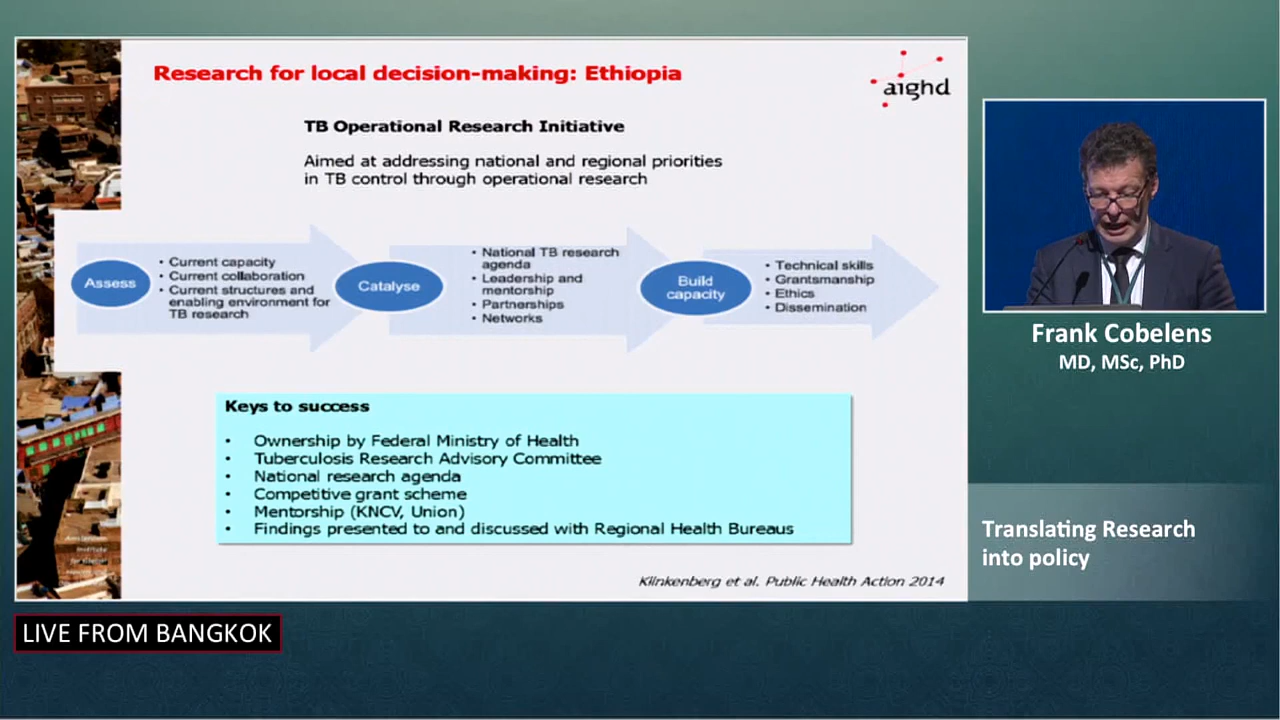 Research for local decision-making: Ethiopia
aighd
TB Operational Research Initiative
Aimed at addressing national and regional priorities
in TB control through operational research
Assess
• Current capacity
• Current collaboration
• Current structures and
enabling environment for
TB research
Catalyse
• National TB research
agenda
• Leadership and
mentorship
• Partnerships
• Networks
Build
capacity
• Technical skills
• Grantsmanship
• Ethics
• Dissemination
Keys to success
• Ownership by Federal Ministry of Health
• Tuberculosis Research Advisory Committee
• National research agenda
• Competitive grant scheme
• Mentorship (KNCV, Union)
• Findings presented to and discussed with Regional Health Bureaus
Klinkenberg et al. Public Health Action 2014
Frank Cobelens
MD, MSc, PhD
Translating Research
into policy
LIVE FROM BANGKOK